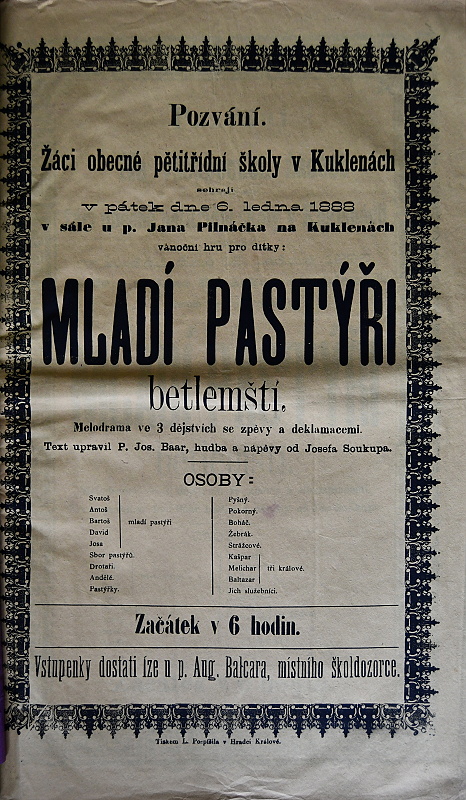 Pozvání.
Žáci obecné pětitřídní školy v Kuklenách
sehrají
v pátek dne 6. ledna 1888
v sále u p. Jana Pilnáčka na Kuklenách
vánoční hru pro dítky:
MLADÍ PASTÝŘI
betlemští.
Melodrama ve 3 dějstvích se zpěvy a deklamacemi.
Text upravil P. Jos. Baar, hudba a nápěvy od Josefa Soukupa.
OSOBY:
Svatoš
Antoš
Bartoš mladí pastýři
David
Josa
Sbor pastýřů.
Drotaři.
Andělé.
Pastýřky.
Pyšný.
Pokorný.
Boháč.
Žebrák.
Strážcové.
Kašpar
Melichar tři králové.
Baltazar
Jich služebníci.
Začátek v 6 hodin.
Vstupenky dostati lze u p. Aug. Balcara, místního školdozorce.
Tiskem L. Pospíšila v Hradci Králové.